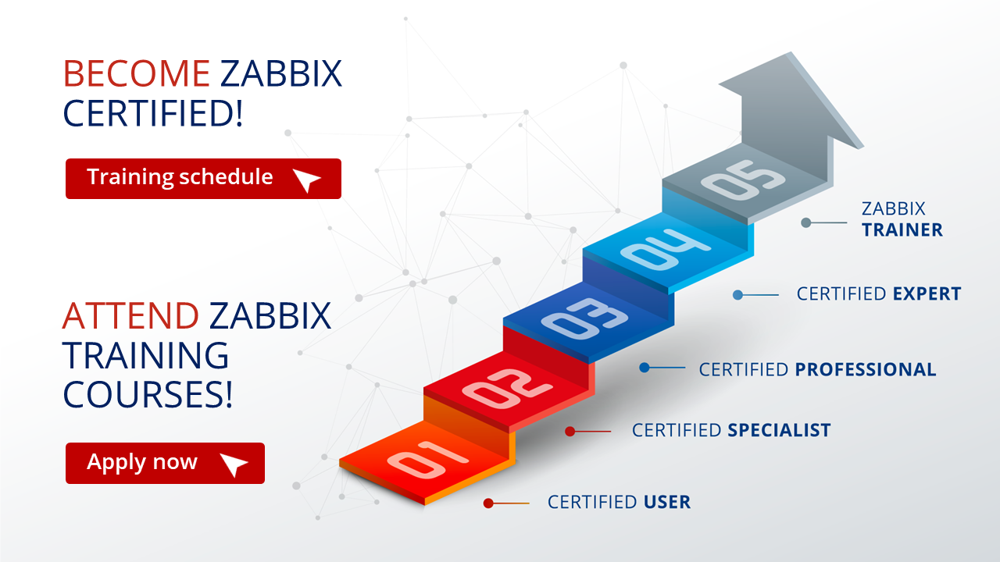 BECOME ZABBIX
CERTIFIED!
Training schedule
ATTEND ZABBIX
TRAINING
COURSES!
Apply now
05
ZABBIX
TRAINER
04
CERTIFIED EXPERT
03
CERTIFIED PROFESSIONAL
02
CERTIFIED SPECIALIST
01
CERTIFIED USER